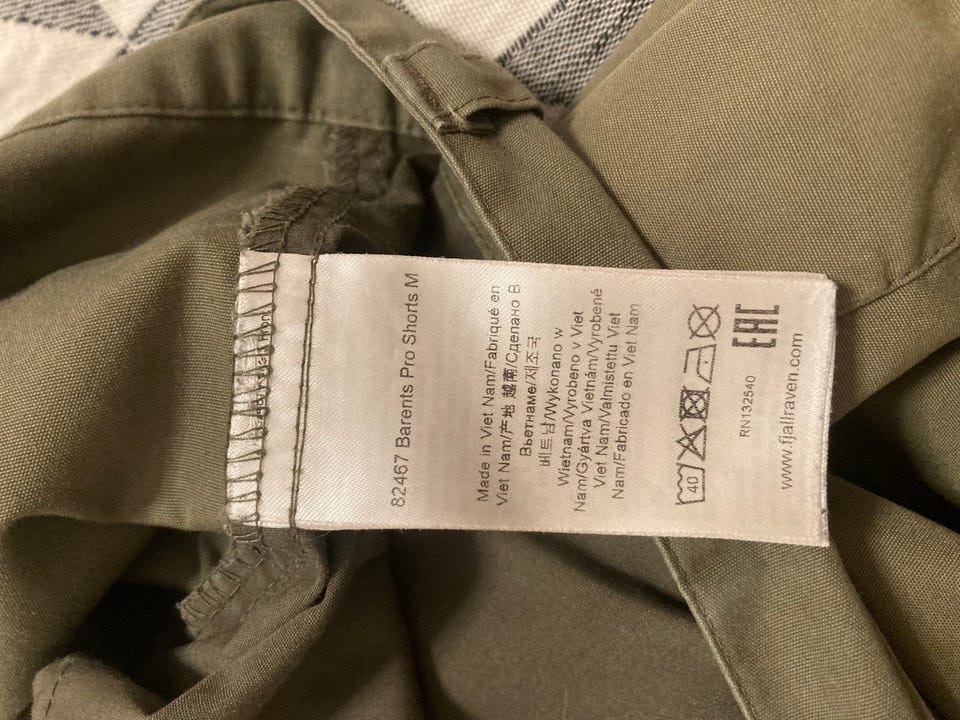 82467 Barents Pro Shorts M
Made in Viet Nam/Fabriqué en
Viet Nam/产地 越南/Сделано В
Вьетнаме/제조국
베트남/Wykonano w
Wietnam/Vyrobeno v Viet
Nam/Gyártva Vietnám/Vyrobené
Viet Nam/Valmistettu Viet
Nam/Fabricado en Viet Nam
40
EAC
RN132540
www.fjallraven.com